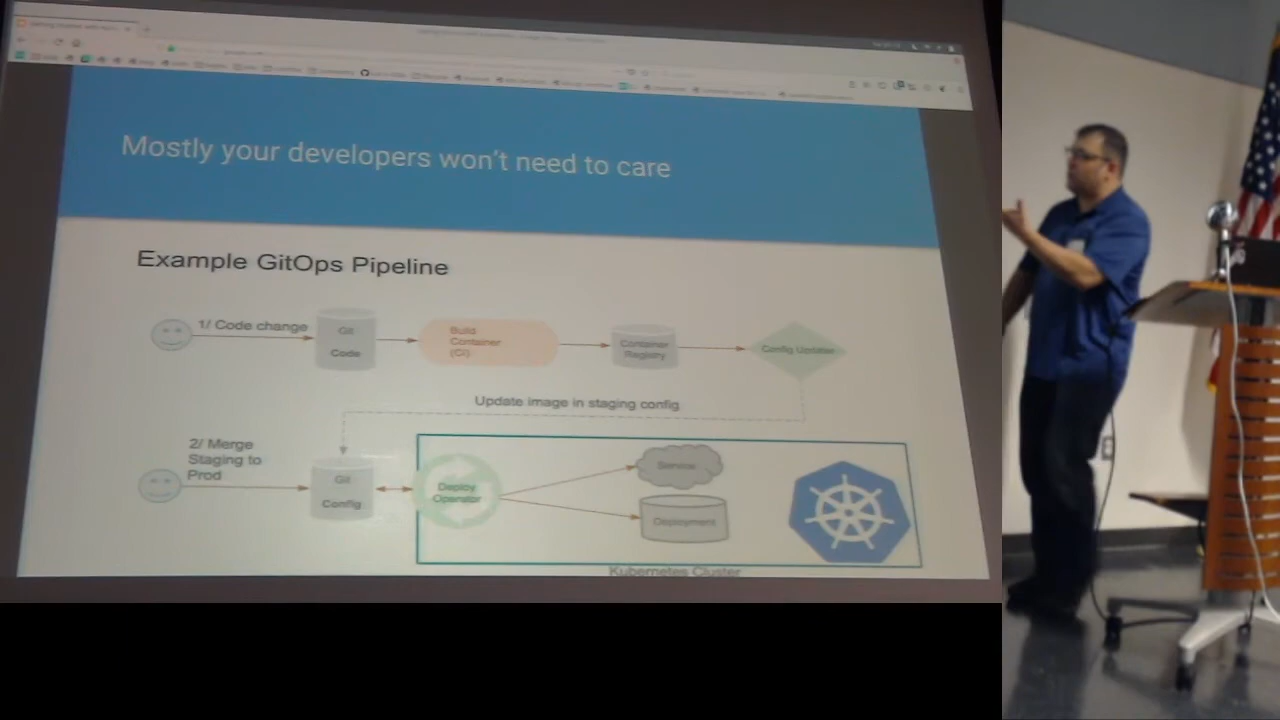 Mostly your developers won't need to care
Example GitOps Pipeline
1/ Code change
Git
Code
Build
Container
(CI)
Container
Registry
Config Updater
Update image in staging config
2/ Merge
Staging to
Prod
Git
Config
Deploy
Operator
Service
Deployment
Kubernetes Cluster